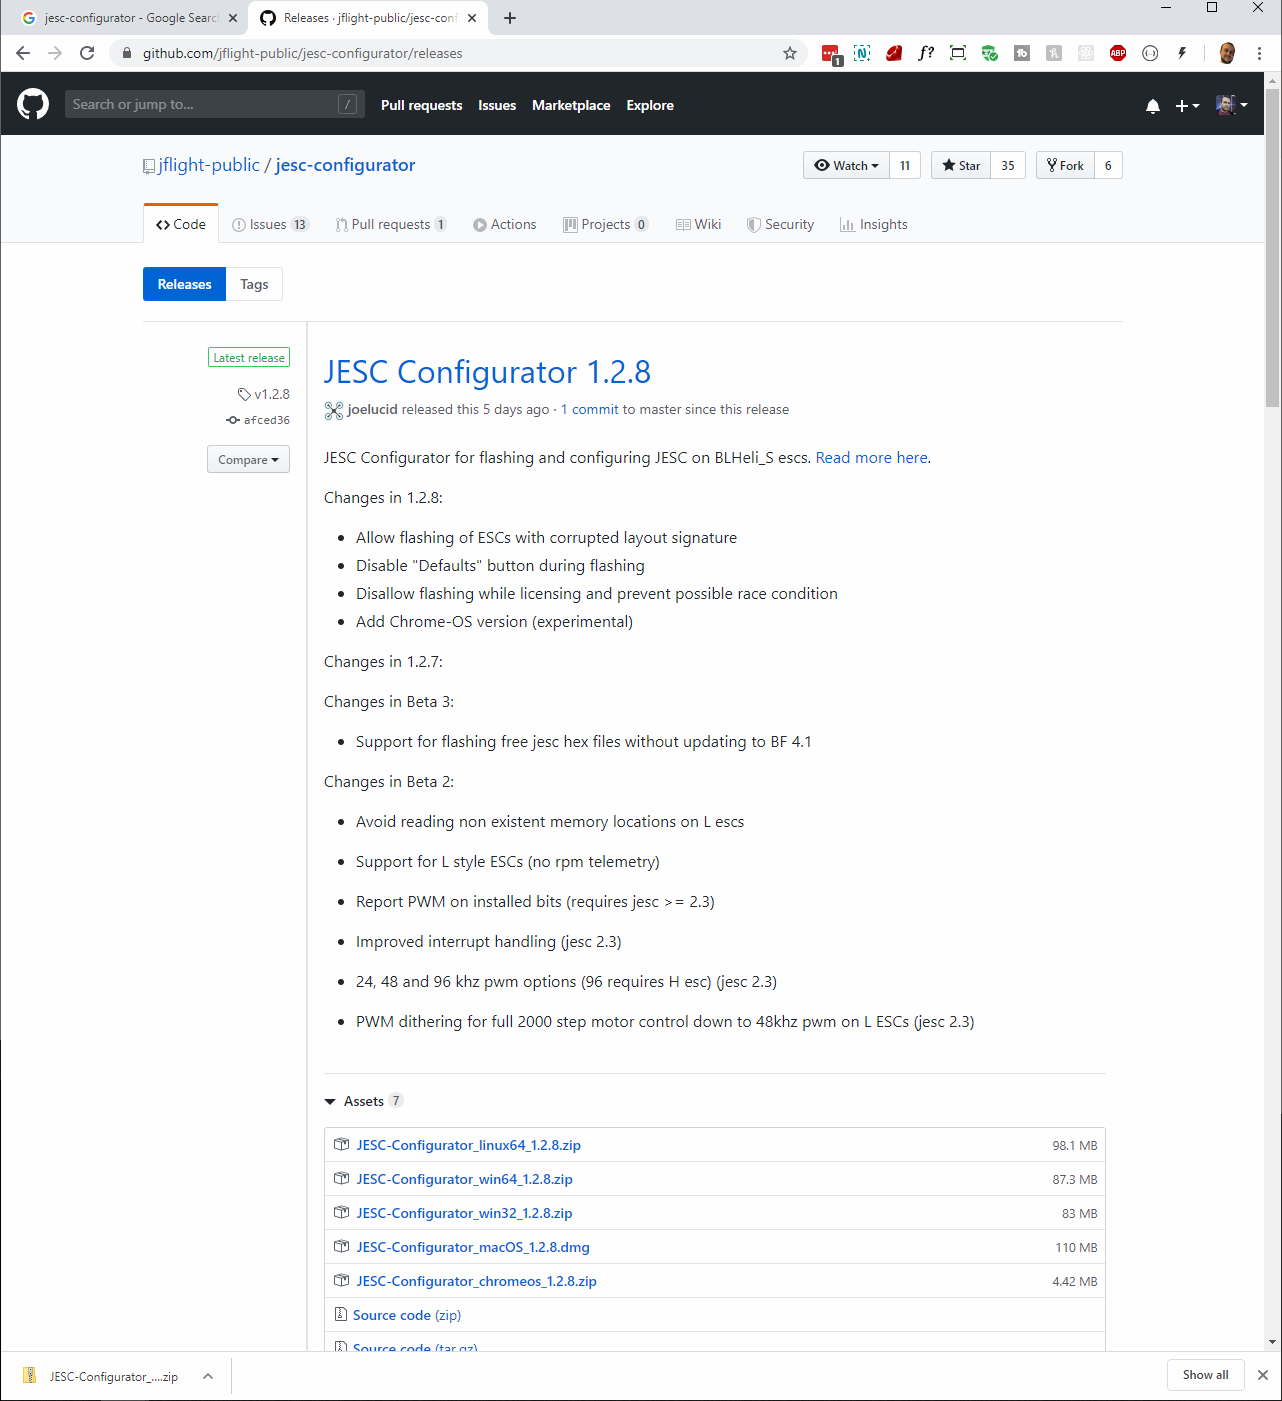 jesc-configurator - Google Searc
Releases · jflight-public/jesc-conf
github.com/jflight-public/jesc-configurator/releases
1
f?
tb
ABP
Search or jump to...
/
Pull requests
Issues
Marketplace
Explore
jflight-public / jesc-configurator
Watch
11
Star
35
Fork
6
Code
Issues 13
Pull requests 1
Actions
Projects 0
Wiki
Security
Insights
Releases
Tags
Latest release
v1.2.8
afced36
Compare
JESC Configurator 1.2.8
joelucid released this 5 days ago · 1 commit to master since this release
JESC Configurator for flashing and configuring JESC on BLHeli_S escs. Read more here.
Changes in 1.2.8:
• Allow flashing of ESCs with corrupted layout signature
• Disable "Defaults" button during flashing
• Disallow flashing while licensing and prevent possible race condition
• Add Chrome-OS version (experimental)
Changes in 1.2.7:
Changes in Beta 3:
• Support for flashing free jesc hex files without updating to BF 4.1
Changes in Beta 2:
• Avoid reading non existent memory locations on L escs
• Support for L style ESCs (no rpm telemetry)
• Report PWM on installed bits (requires jesc >= 2.3)
• Improved interrupt handling (jesc 2.3)
• 24, 48 and 96 khz pwm options (96 requires H esc) (jesc 2.3)
• PWM dithering for full 2000 step motor control down to 48khz pwm on L ESCs (jesc 2.3)
Assets 7
JESC-Configurator_linux64_1.2.8.zip 98.1 MB
JESC-Configurator_win64_1.2.8.zip 87.3 MB
JESC-Configurator_win32_1.2.8.zip 83 MB
JESC-Configurator_macOS_1.2.8.dmg 110 MB
JESC-Configurator_chromeos_1.2.8.zip 4.42 MB
Source code (zip)
Source code (tar.gz)
JESC-Configurator_....zip
Show all